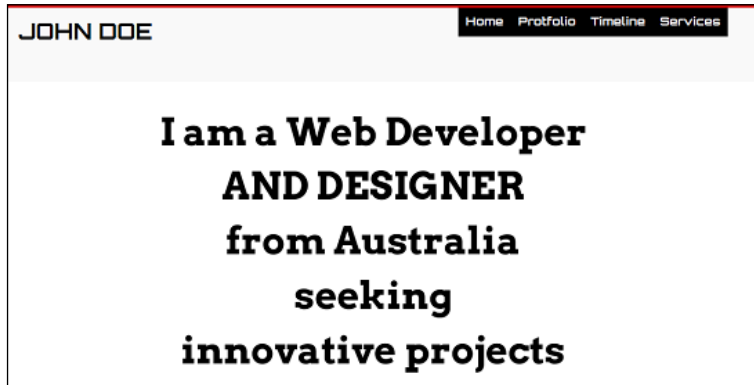 JOHN DOE
Home Protfolio Timeline Services
I am a Web Developer
AND DESIGNER
from Australia
seeking
innovative projects